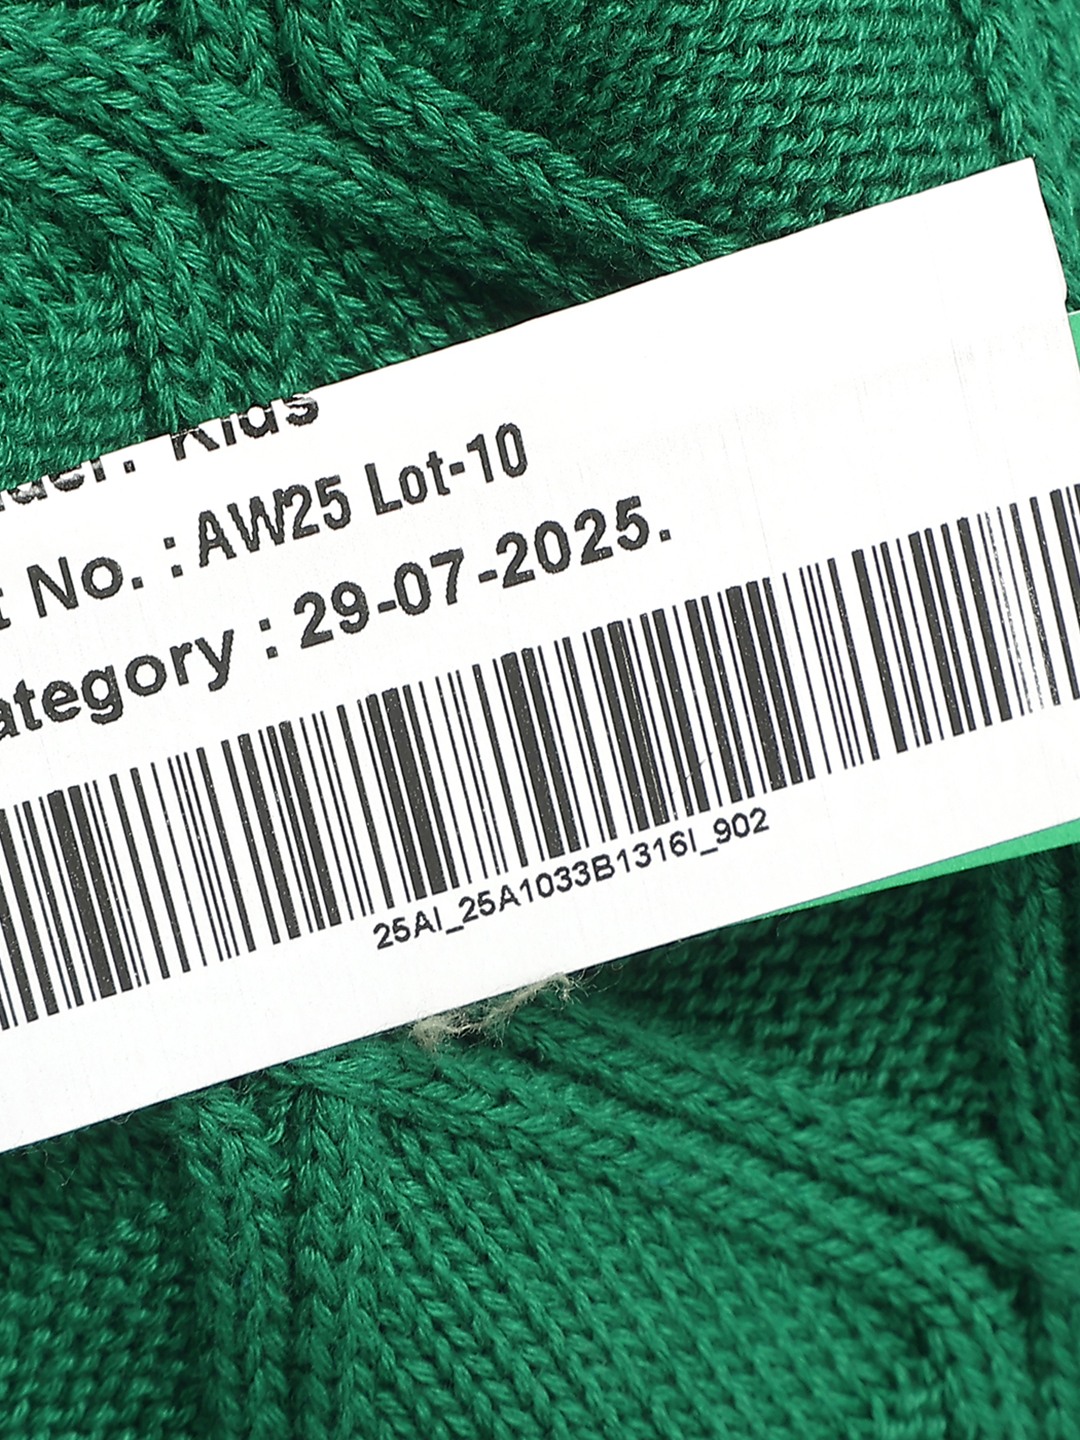 Kids
No. : AW25 Lot-10
ategory : 29-07-2025.
25AI_25A1033B1316I_902